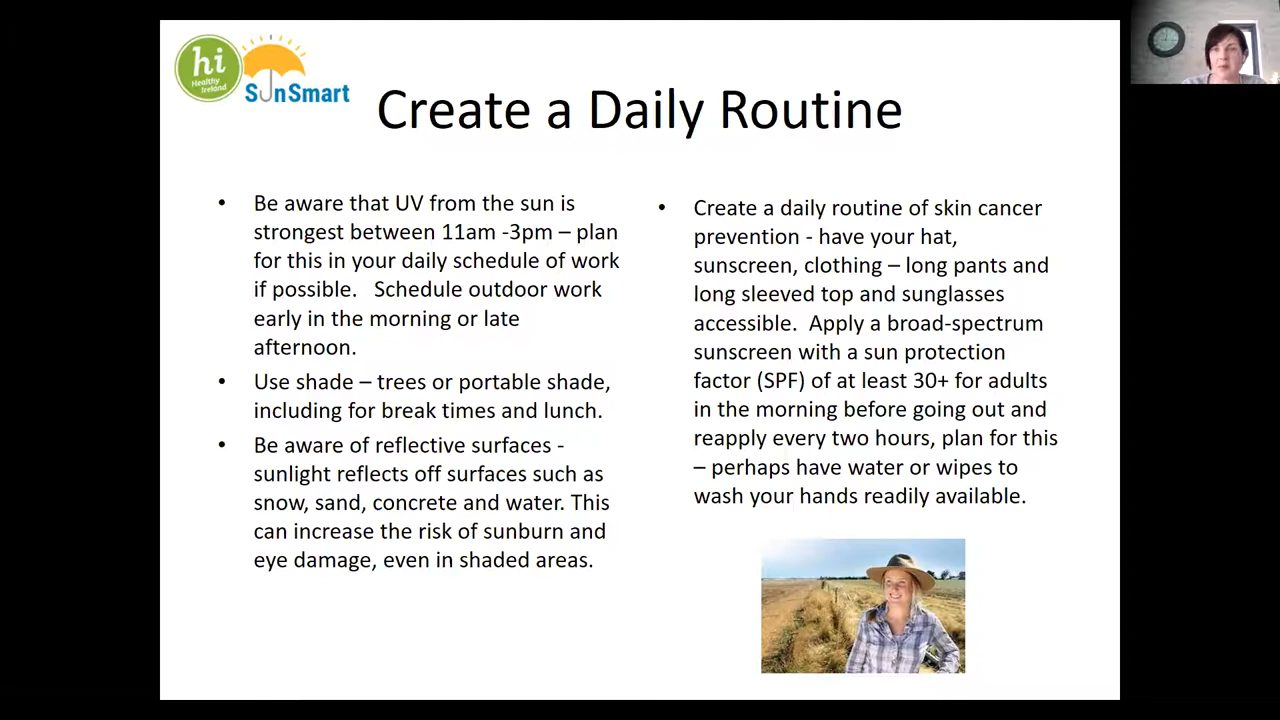 hi
Healthy
Ireland
SunSmart
Create a Daily Routine
• Be aware that UV from the sun is
strongest between 11am -3pm – plan
for this in your daily schedule of work
if possible.   Schedule outdoor work
early in the morning or late
afternoon.
• Use shade – trees or portable shade,
including for break times and lunch.
• Be aware of reflective surfaces -
sunlight reflects off surfaces such as
snow, sand, concrete and water. This
can increase the risk of sunburn and
eye damage, even in shaded areas.
• Create a daily routine of skin cancer
prevention - have your hat,
sunscreen, clothing – long pants and
long sleeved top and sunglasses
accessible.  Apply a broad-spectrum
sunscreen with a sun protection
factor (SPF) of at least 30+ for adults
in the morning before going out and
reapply every two hours, plan for this
– perhaps have water or wipes to
wash your hands readily available.